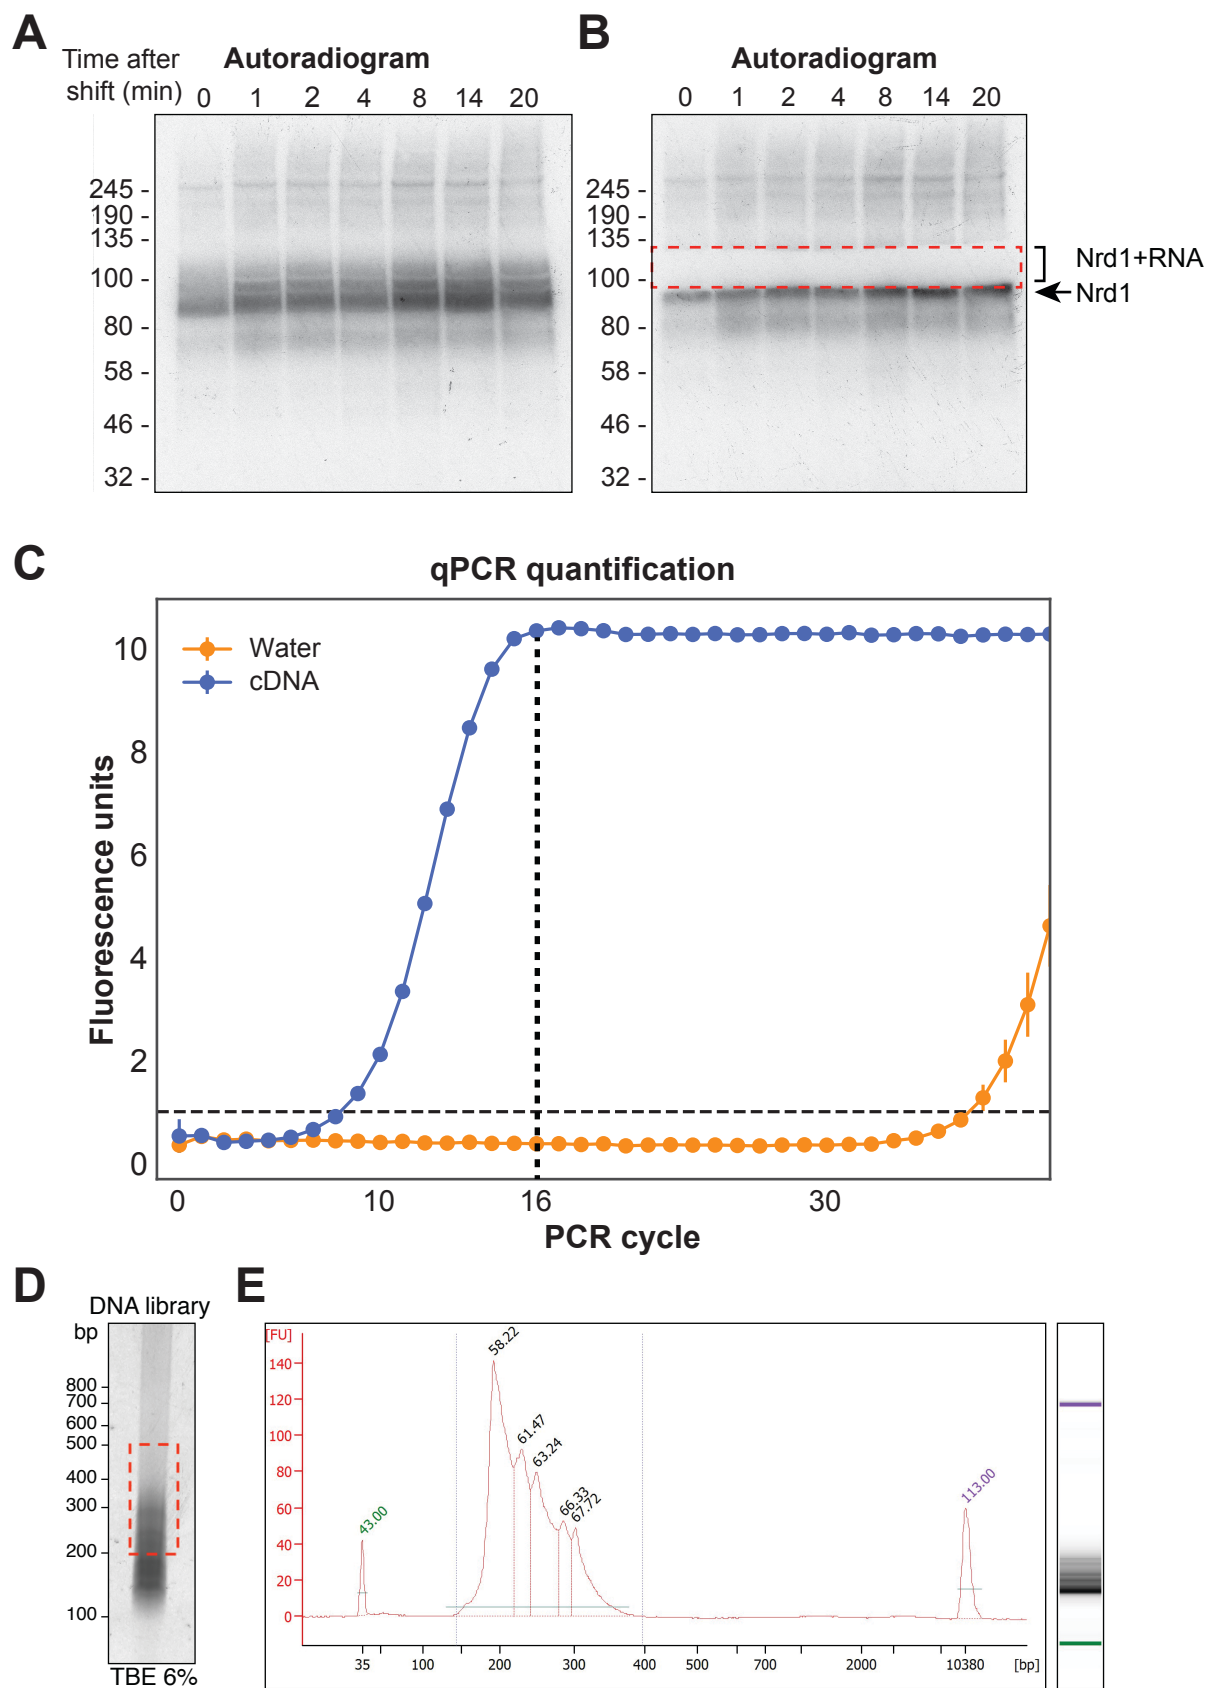 A
Time after
shift (min)
Autoradiogram
0 1 2 4 8 14 20
245 -
190 -
135 -
100 -
80 -
58 -
46 -
32 -
B
Autoradiogram
0 1 2 4 8 14 20
245 -
190 -
135 -
100 -
80 -
58 -
46 -
32 -
Nrd1+RNA
Nrd1
C
qPCR quantification
Water
cDNA
Fluorescence units
10
8
6
4
2
0
0 10 16 30
PCR cycle
D
DNA library
bp
800
700
600
500
400
300
200
100
TBE 6%
E
[FU]
140
120
100
80
60
40
20
0
43.00
58.22
61.47
63.24
66.33
67.72
113.00
35 100 200 300 400 500 700 2000 10380 [bp]